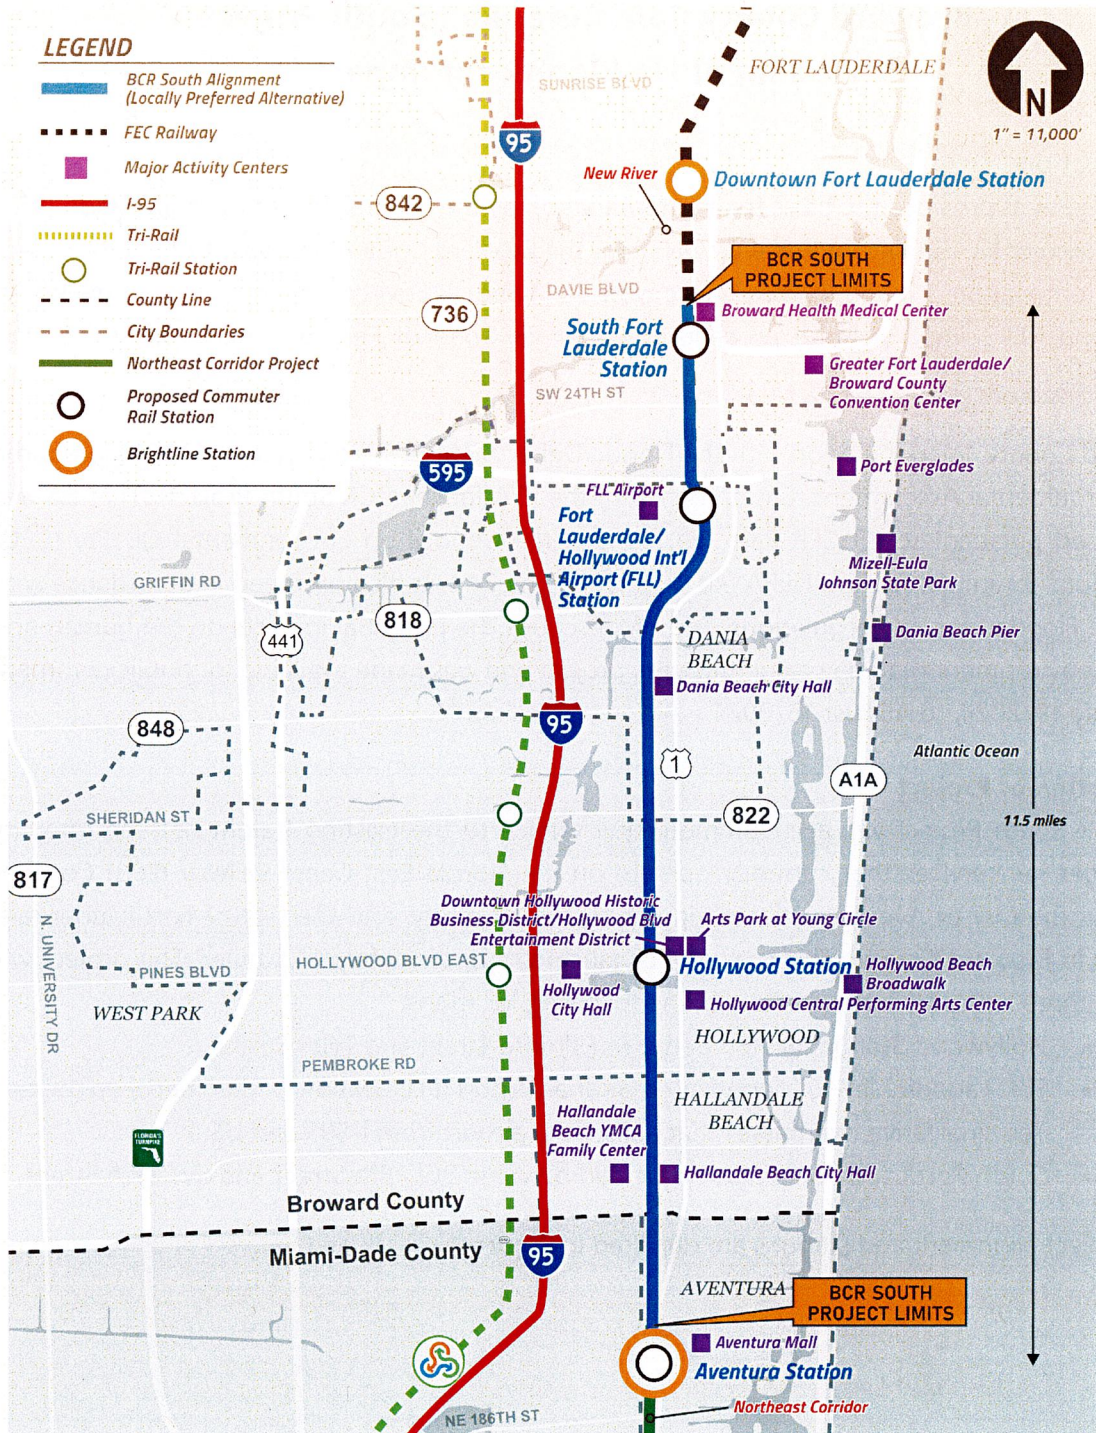 LEGEND
BCR South Alignment
(Locally Preferred Alternative)
FEC Railway
Major Activity Centers
I-95
Tri-Rail
Tri-Rail Station
County Line
City Boundaries
Northeast Corridor Project
Proposed Commuter
Rail Station
Brightline Station
SUNRISE BLVD
FORT LAUDERDALE
N
1" = 11,000'
95
New River
Downtown Fort Lauderdale Station
842
BCR SOUTH
PROJECT LIMITS
DAVIE BLVD
736
Broward Health Medical Center
South Fort
Lauderdale
Station
Greater Fort Lauderdale/
Broward County
Convention Center
SW 24TH ST
595
Port Everglades
FLL Airport
Fort
Lauderdale/
Hollywood Int'l
Airport (FLL)
Station
Mizell-Eula
Johnson State Park
GRIFFIN RD
818
441
DANIA
BEACH
Dania Beach Pier
Dania Beach City Hall
848
95
1
Atlantic Ocean
A1A
SHERIDAN ST
822
11.5 miles
817
N. UNIVERSITY DR
Downtown Hollywood Historic
Business District/Hollywood Blvd
Entertainment District
Arts Park at Young Circle
PINES BLVD
HOLLYWOOD BLVD EAST
Hollywood Station
Hollywood Beach
Broadwalk
Hollywood
City Hall
Hollywood Central Performing Arts Center
WEST PARK
HOLLYWOOD
PEMBROKE RD
HALLANDALE
BEACH
Hallandale
Beach YMCA
Family Center
FLORIDA'S
TURNPIKE
Hallandale Beach City Hall
Broward County
Miami-Dade County
95
AVENTURA
BCR SOUTH
PROJECT LIMITS
Aventura Mall
Aventura Station
NE 186TH ST
Northeast Corridor